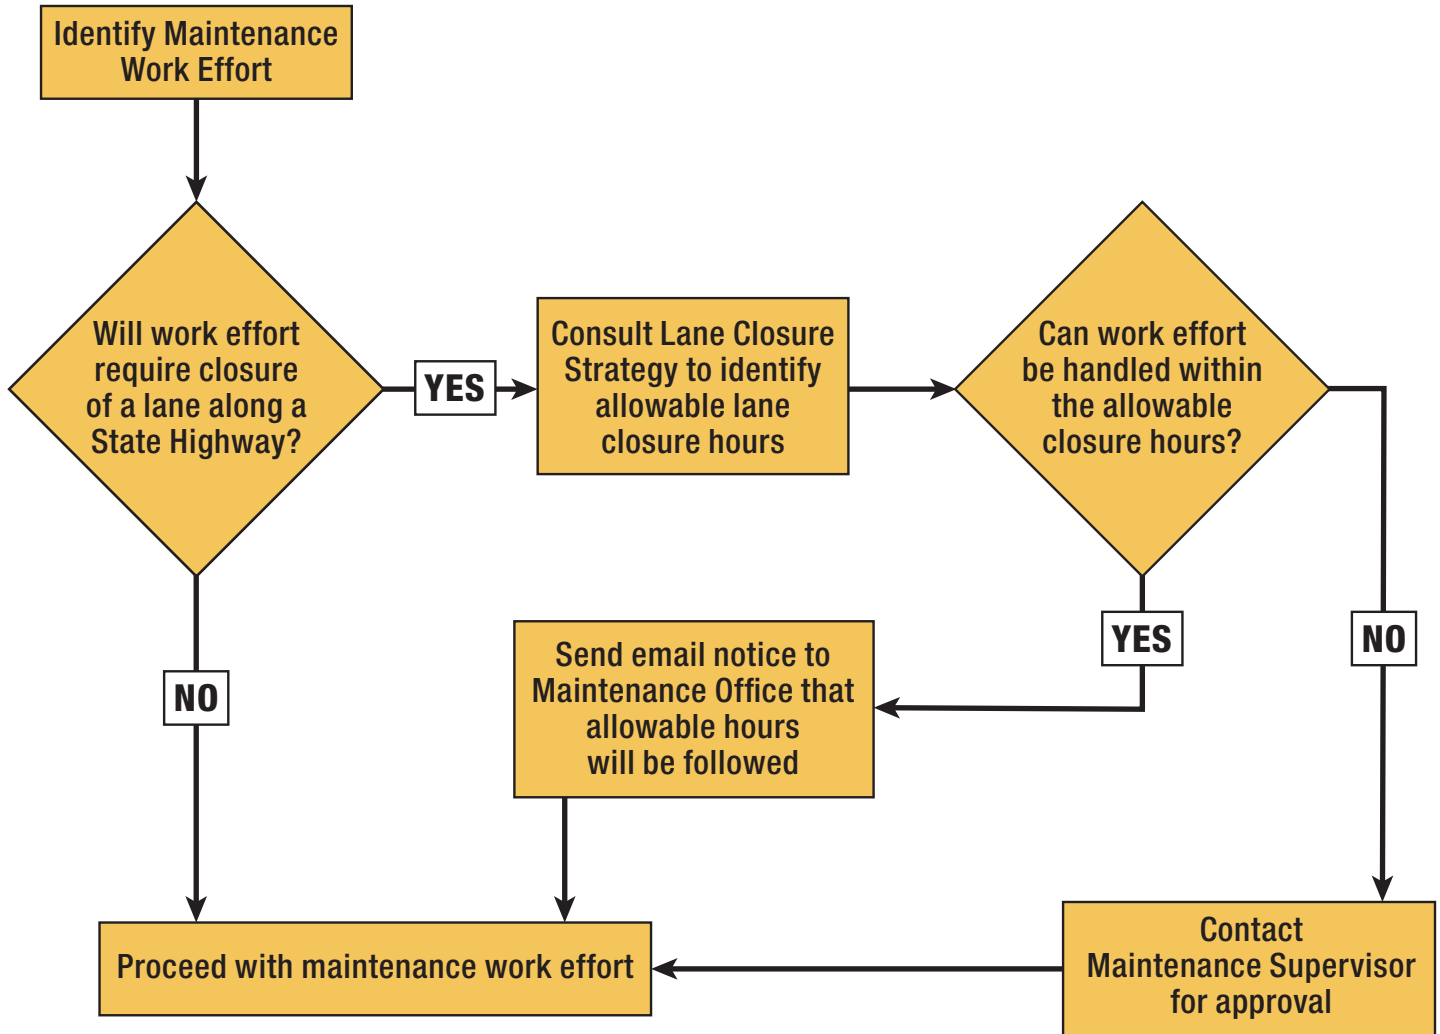 Identify Maintenance
Work Effort
Will work effort
require closure
of a lane along a
State Highway?
YES
Consult Lane Closure
Strategy to identify
allowable lane
closure hours
Can work effort
be handled within
the allowable
closure hours?
YES
NO
Send email notice to
Maintenance Office that
allowable hours
will be followed
NO
Proceed with maintenance work effort
Contact
Maintenance Supervisor
for approval